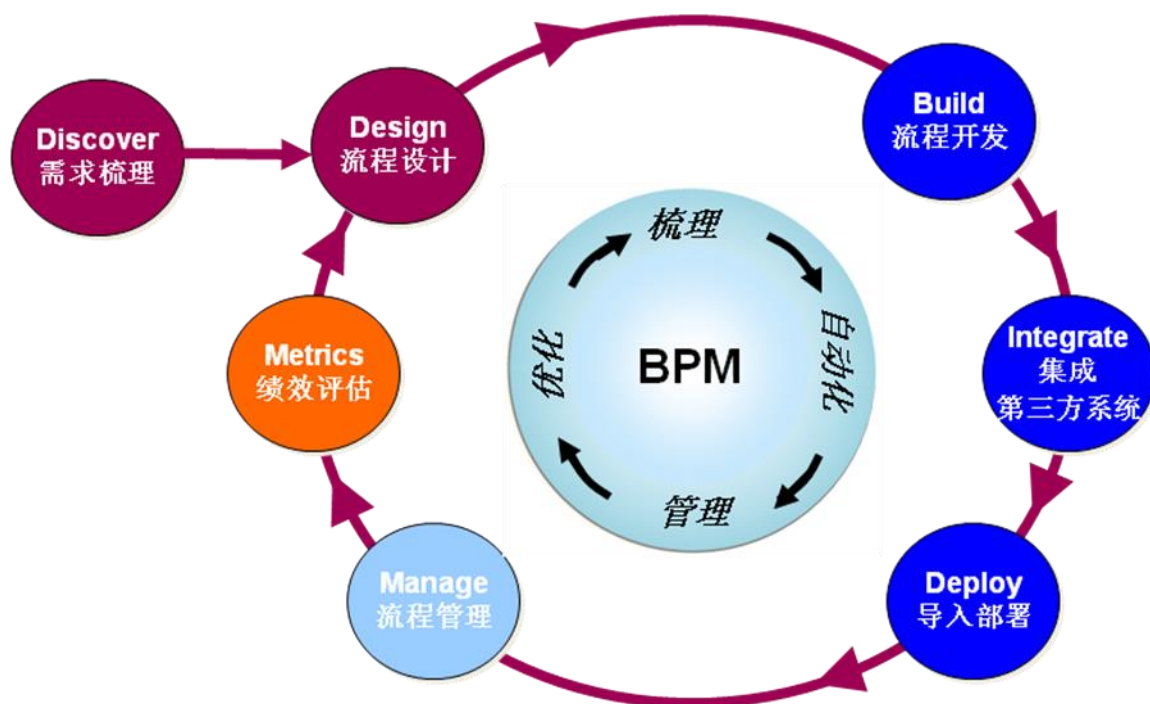 Discover
需求梳理
Design
流程设计
Build
流程开发
Integrate
集成
第三方系统
Deploy
导入部署
Manage
流程管理
Metrics
绩效评估
梳理
自动化
管理
优化
BPM